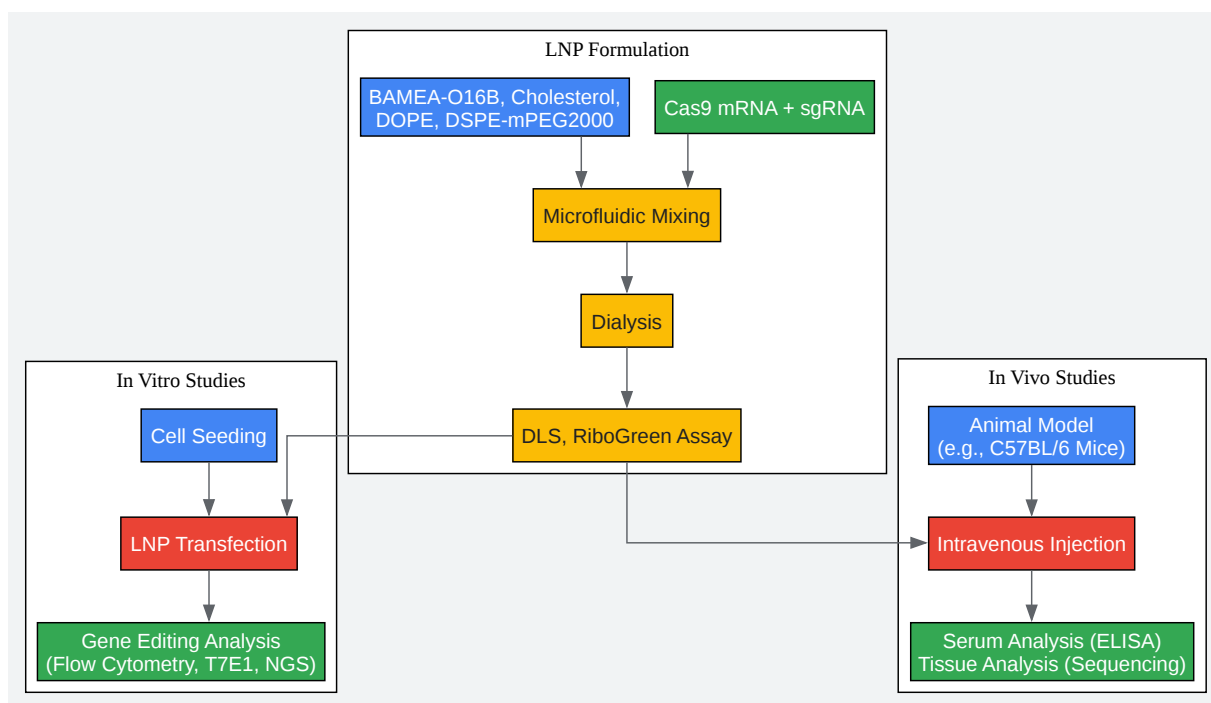 LNP Formulation
BAMEA-O16B, Cholesterol,
DOPE, DSPE-mPEG2000
Cas9 mRNA + sgRNA
Microfluidic Mixing
Dialysis
DLS, RiboGreen Assay
In Vitro Studies
Cell Seeding
LNP Transfection
Gene Editing Analysis
(Flow Cytometry, T7E1, NGS)
In Vivo Studies
Animal Model
(e.g., C57BL/6 Mice)
Intravenous Injection
Serum Analysis (ELISA)
Tissue Analysis (Sequencing)